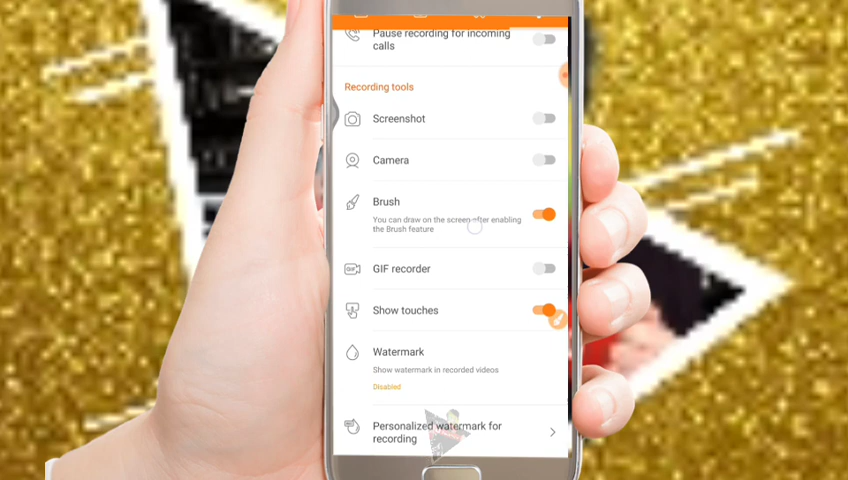 Pause recording for incoming
calls
Recording tools
Screenshot
Camera
Brush
You can draw on the screen after enabling
the Brush feature
GIF
GIF recorder
Show touches
Watermark
Show watermark in recorded videos
Disabled
Personalized watermark for
recording